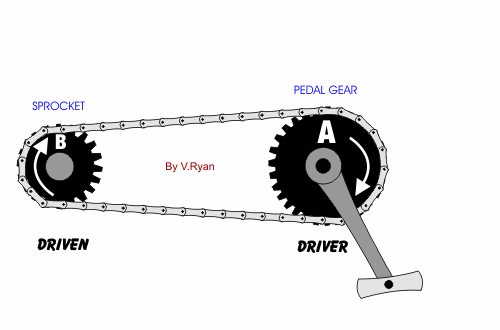 PEDAL GEAR
SPROCKET
A
B
By V.Ryan
DRIVEN
DRIVER